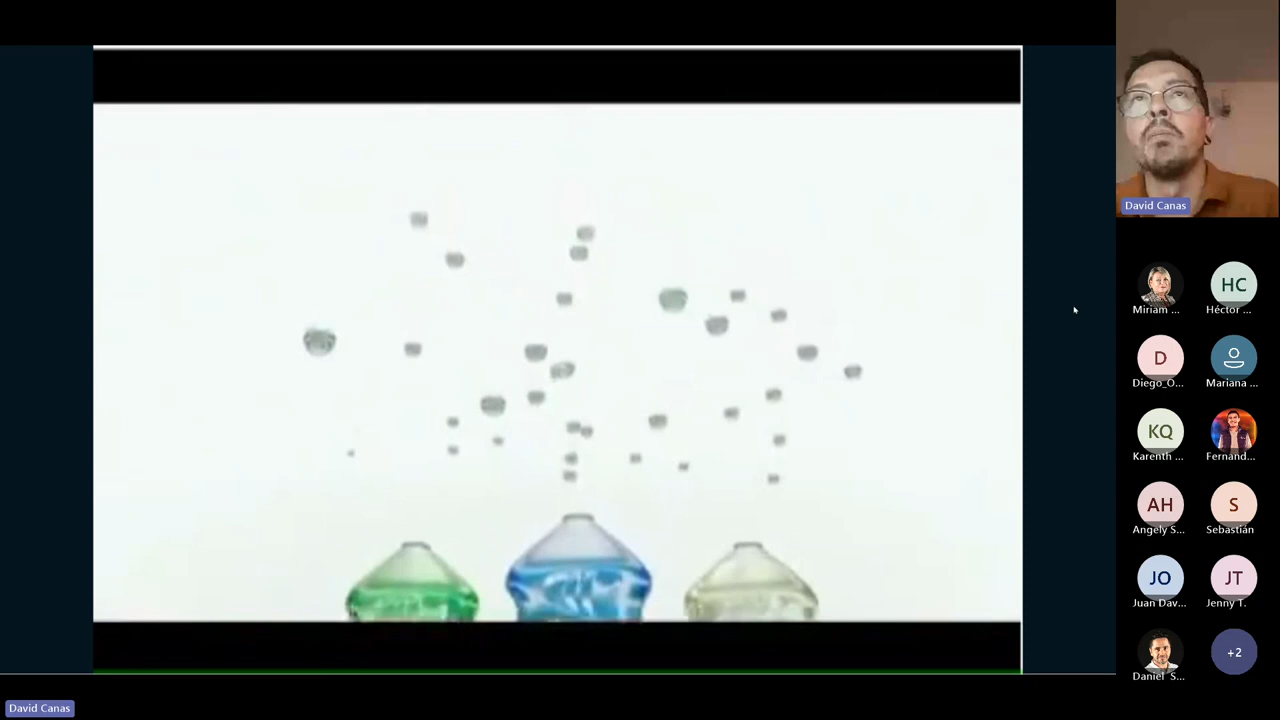 David Canas
Miriam ...
HC
Héctor ...
D
Diego_O...
Mariana ...
KQ
Karenth ...
Fernand...
AH
Angely S...
S
Sebastián
JO
Juan Dav...
JT
Jenny T.
Daniel S...
+2
David Canas